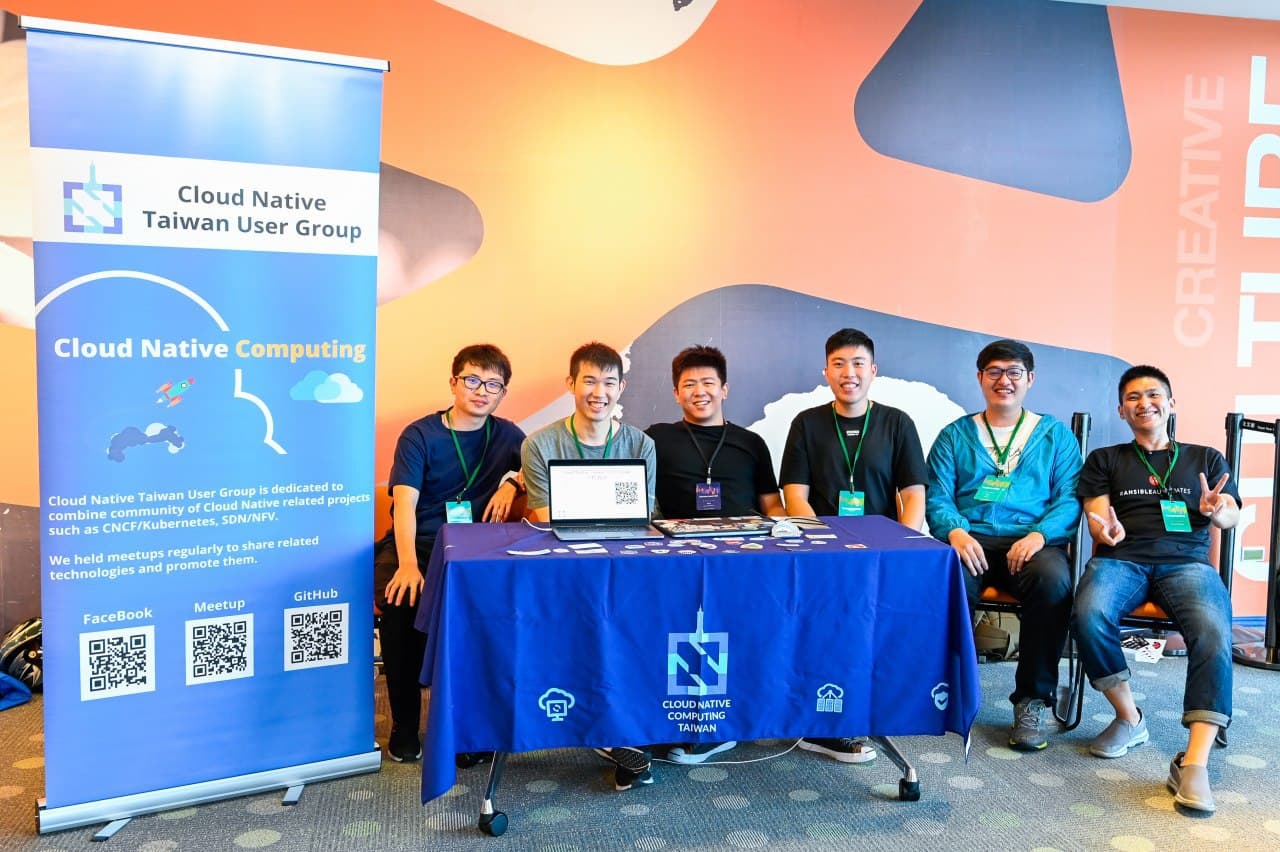 Cloud Native
Taiwan User Group
Cloud Native Computing
Cloud Native Taiwan User Group is dedicated to
combine community of Cloud Native related projects
such as CNCF/Kubernetes, SDN/NFV.
We held meetups regularly to share related
technologies and promote them.
FaceBook
Meetup
GitHub
CLOUD NATIVE
COMPUTING
TAIWAN
CREATIVE